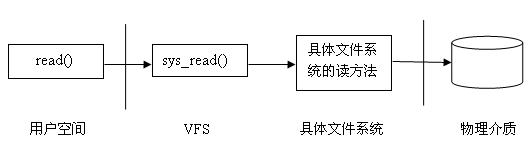 read()
sys_read()
具体文件系
统的读方法
用户空间
VFS
具体文件系统
物理介质